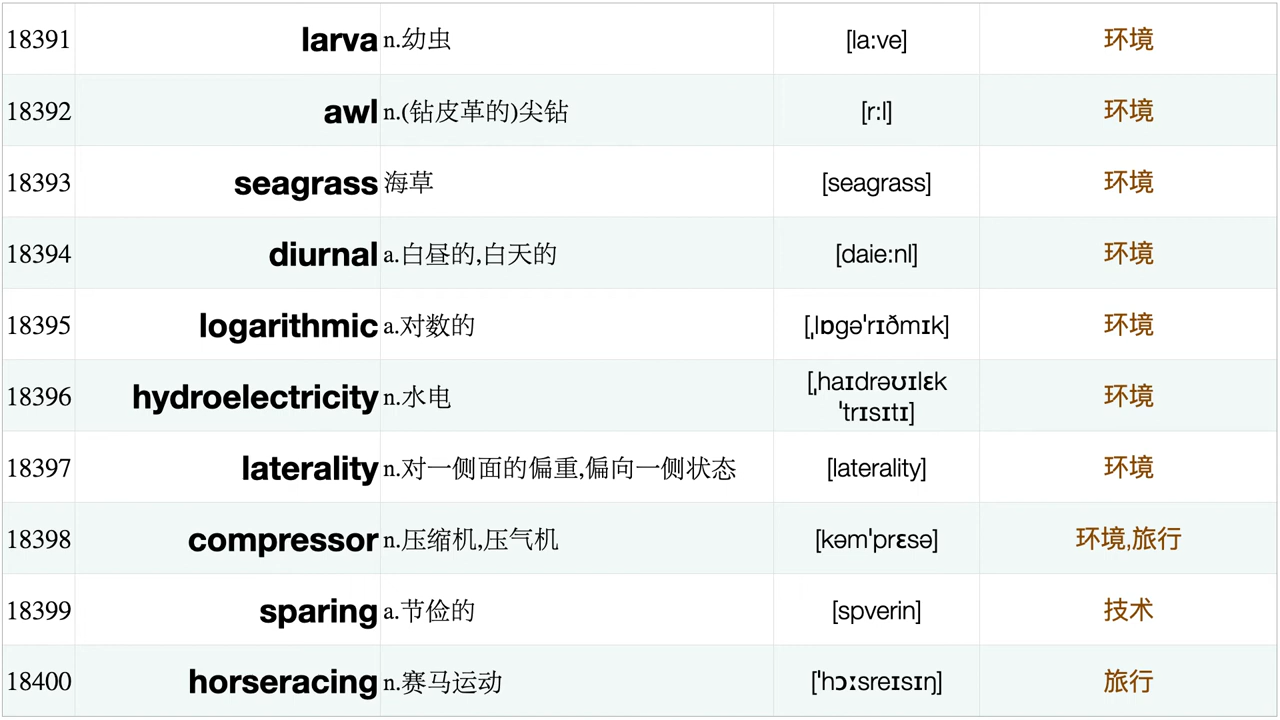 18391 larva n.幼虫 [la:ve] 环境
18392 awl n.(钻皮革的)尖钻 [r:l] 环境
18393 seagrass 海草 [seagrass] 环境
18394 diurnal a.白昼的,白天的 [daie:nl] 环境
18395 logarithmic a.对数的 [ˌlɒɡəˈrɪðmɪk] 环境
18396 hydroelectricity n.水电 [ˌhaɪdrəʊɪlɛkˈtrɪsɪtɪ] 环境
18397 laterality n.对一侧面的偏重,偏向一侧状态 [laterality] 环境
18398 compressor n.压缩机,压气机 [kəmˈprɛsə] 环境,旅行
18399 sparing a.节俭的 [spverin] 技术
18400 horseracing n.赛马运动 [ˈhɔːsreɪsɪŋ] 旅行